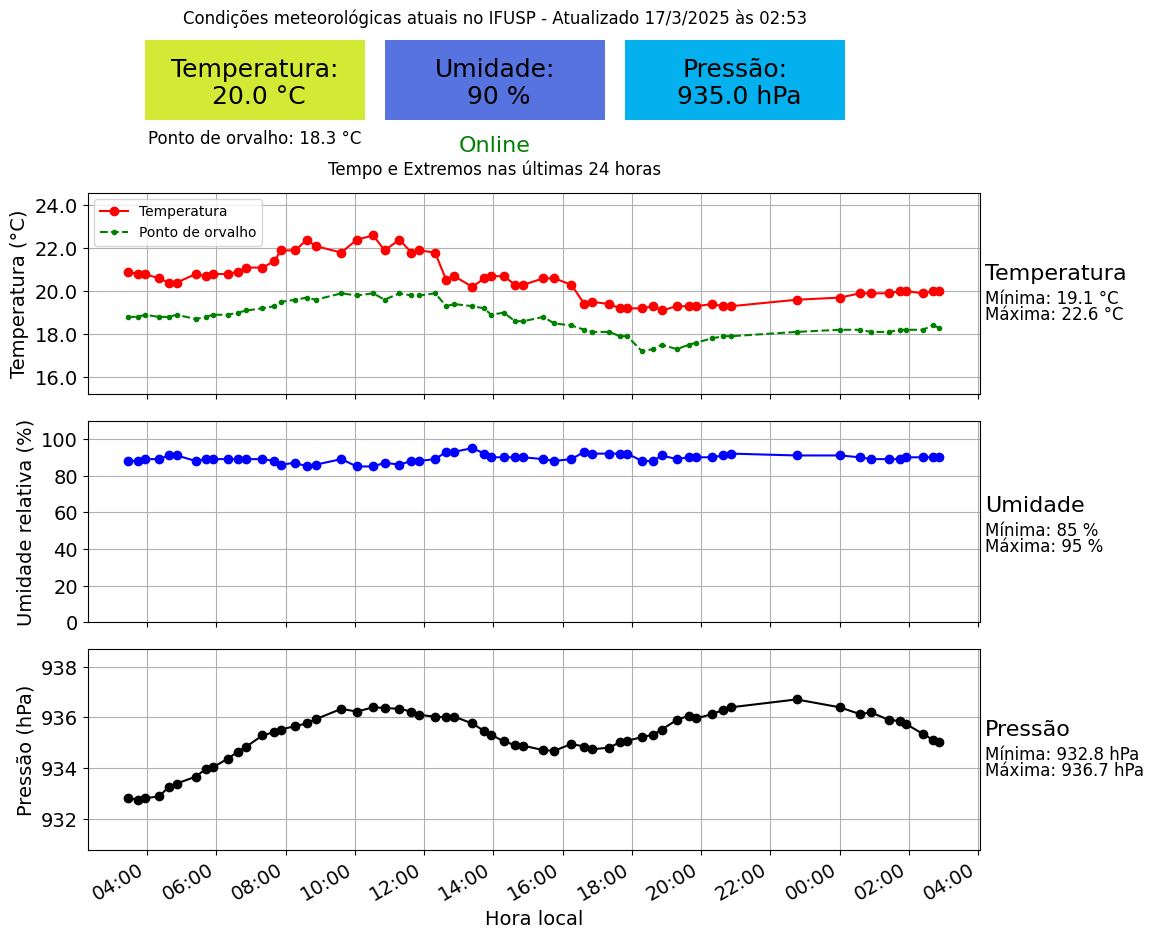 Condições meteorológicas atuais no IFUSP - Atualizado 17/3/2025 às 02:53
Temperatura:
20.0 °C
Umidade:
90 %
Pressão:
935.0 hPa
Ponto de orvalho: 18.3 °C
Online
Tempo e Extremos nas últimas 24 horas
Temperatura (°C)
24.0
22.0
20.0
18.0
16.0
Temperatura
Ponto de orvalho
Temperatura
Mínima: 19.1 °C
Máxima: 22.6 °C
Umidade relativa (%)
100
80
60
40
20
0
Umidade
Mínima: 85 %
Máxima: 95 %
Pressão (hPa)
938
936
934
932
Pressão
Mínima: 932.8 hPa
Máxima: 936.7 hPa
04:00
06:00
08:00
10:00
12:00
14:00
16:00
18:00
20:00
22:00
00:00
02:00
04:00
Hora local